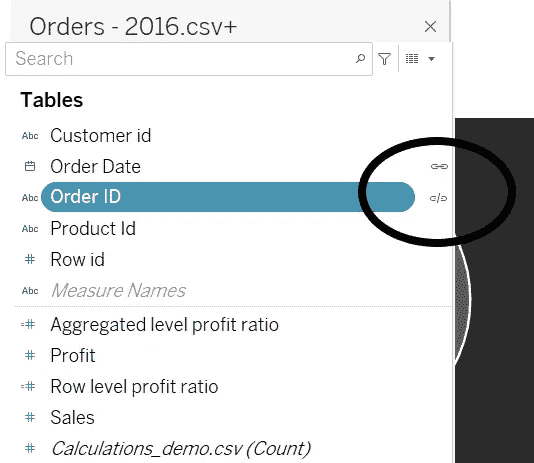 Orders - 2016.csv+
Search
Tables
Abc Customer id
Order Date
Abc Order ID
Abc Product Id
# Row id
Abc Measure Names
=# Aggregated level profit ratio
# Profit
=# Row level profit ratio
# Sales
# Calculations_demo.csv (Count)